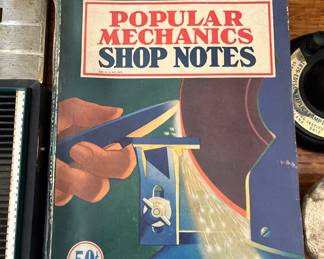 POPULAR
MECHANICS
SHOP NOTES
50¢